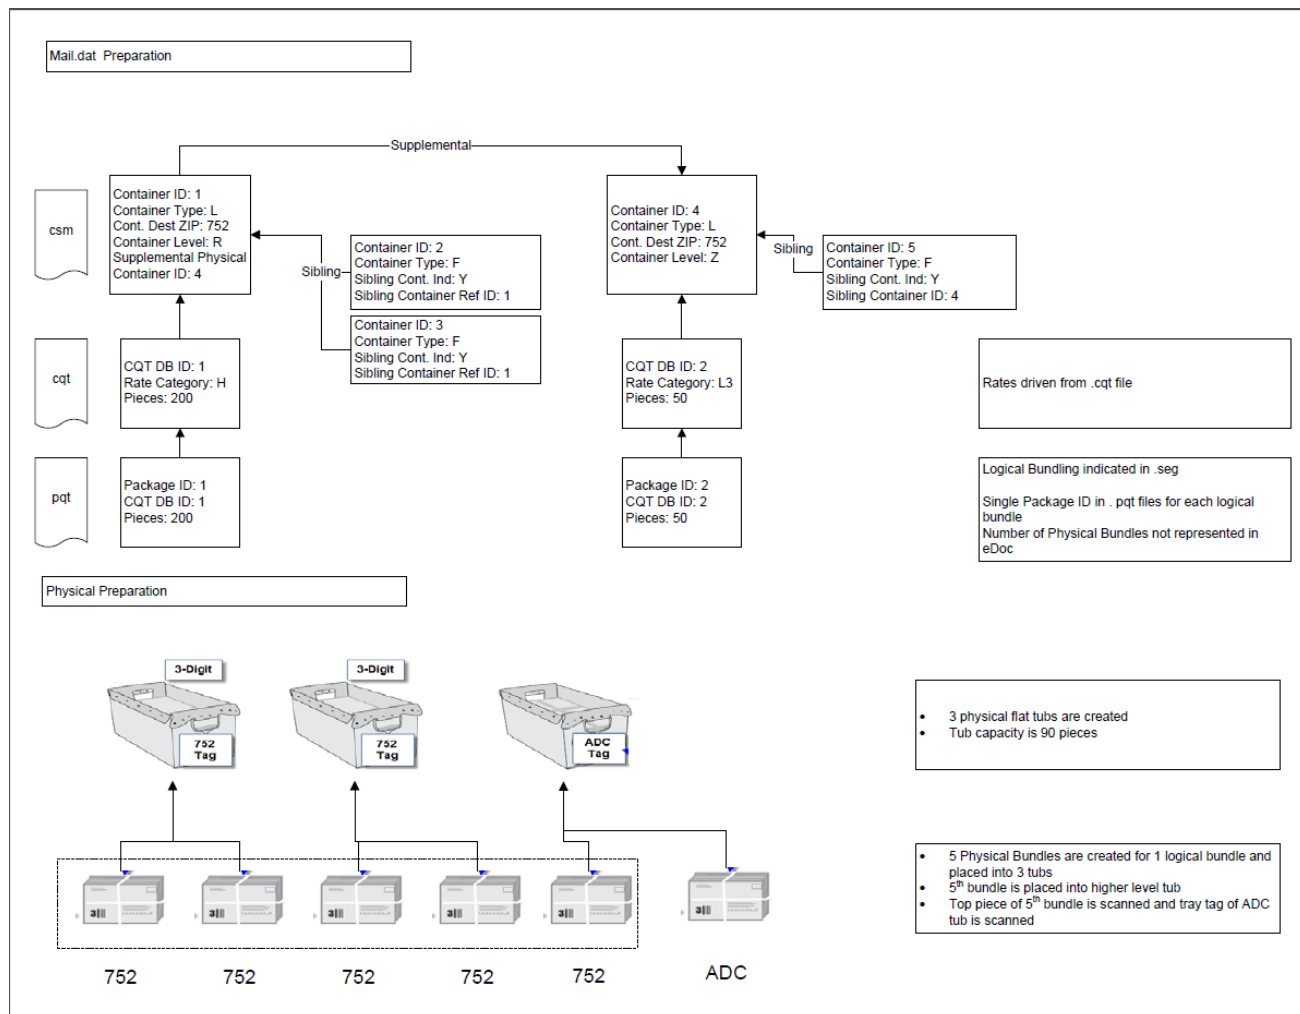 Mail.dat  Preparation
Supplemental
csm
Container ID: 1
Container Type: L
Cont. Dest ZIP: 752
Container Level: R
Supplemental Physical
Container ID: 4
Sibling
Container ID: 2
Container Type: F
Sibling Cont. Ind: Y
Sibling Container Ref ID: 1
Container ID: 3
Container Type: F
Sibling Cont. Ind: Y
Sibling Container Ref ID: 1
Container ID: 4
Container Type: L
Cont. Dest ZIP: 752
Container Level: Z
Sibling
Container ID: 5
Container Type: F
Sibling Cont. Ind: Y
Sibling Container ID: 4
cqt
CQT DB ID: 1
Rate Category: H
Pieces: 200
CQT DB ID: 2
Rate Category: L3
Pieces: 50
Rates driven from .cqt file
pqt
Package ID: 1
CQT DB ID: 1
Pieces: 200
Package ID: 2
CQT DB ID: 2
Pieces: 50
Logical Bundling indicated in .seg
Single Package ID in . pqt files for each logical
bundle
Number of Physical Bundles not represented in
eDoc
Physical Preparation
3-Digit
752
Tag
3-Digit
752
Tag
ADC
Tag
• 3 physical flat tubs are created
• Tub capacity is 90 pieces
3
3
3
3
3
3
• 5 Physical Bundles are created for 1 logical bundle and
placed into 3 tubs
• 5th bundle is placed into higher level tub
• Top piece of 5th bundle is scanned and tray tag of ADC
tub is scanned
752
752
752
752
752
ADC